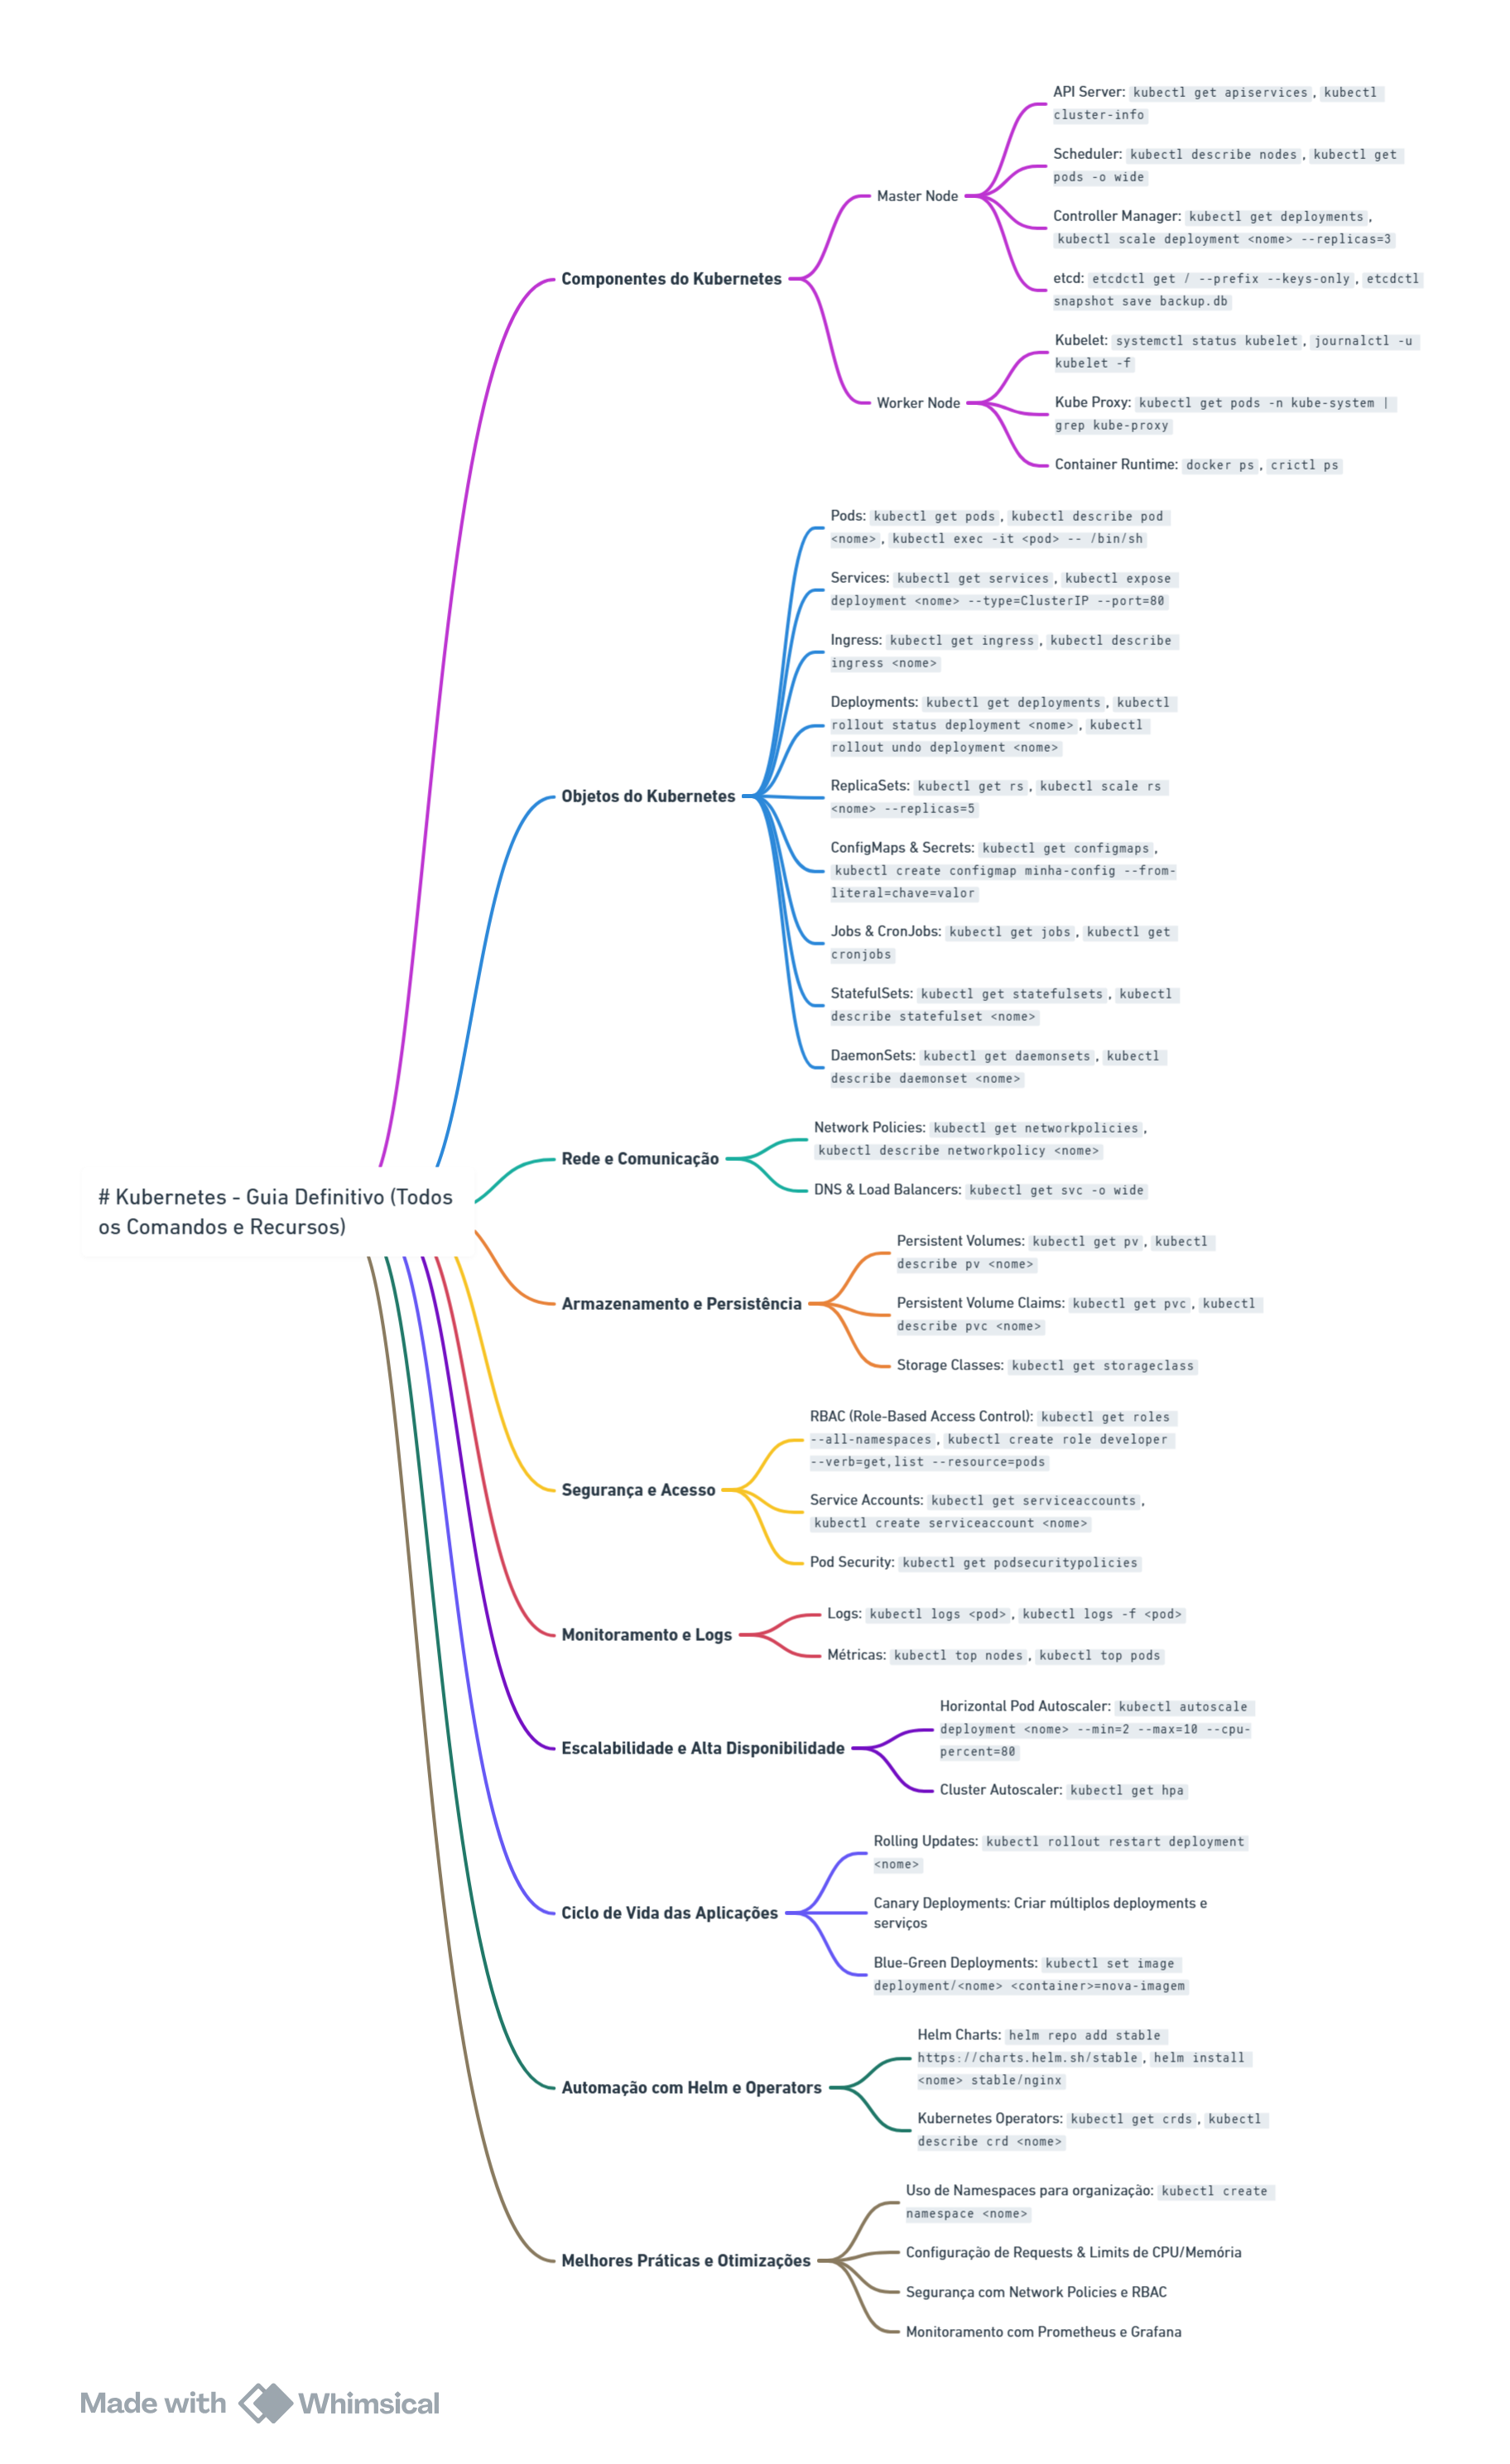 API Server: kubectl get apiservices, kubectl
cluster-info
Scheduler: kubectl describe nodes, kubectl get
pods -o wide
Master Node
Controller Manager: kubectl get deployments,
kubectl scale deployment <nome> --replicas=3
Componentes do Kubernetes
etcd: etcdctl get / --prefix --keys-only, etcdctl
snapshot save backup.db
Kubelet: systemctl status kubelet, journalctl -u
kubelet -f
Worker Node
Kube Proxy: kubectl get pods -n kube-system |
grep kube-proxy
Container Runtime: docker ps, crictl ps
Pods: kubectl get pods, kubectl describe pod
<nome>, kubectl exec -it <pod> -- /bin/sh
Services: kubectl get services, kubectl expose
deployment <nome> --type=ClusterIP --port=80
Ingress: kubectl get ingress, kubectl describe
ingress <nome>
Deployments: kubectl get deployments, kubectl
rollout status deployment <nome>, kubectl
rollout undo deployment <nome>
Objetos do Kubernetes
ReplicaSets: kubectl get rs, kubectl scale rs
<nome> --replicas=5
ConfigMaps & Secrets: kubectl get configmaps,
kubectl create configmap minha-config --from-
literal=chave=valor
Jobs & CronJobs: kubectl get jobs, kubectl get
cronjobs
StatefulSets: kubectl get statefulsets, kubectl
describe statefulset <nome>
DaemonSets: kubectl get daemonsets, kubectl
describe daemonset <nome>
Rede e Comunicação
Network Policies: kubectl get networkpolicies,
kubectl describe networkpolicy <nome>
DNS & Load Balancers: kubectl get svc -o wide
# Kubernetes - Guia Definitivo (Todos
os Comandos e Recursos)
Persistent Volumes: kubectl get pv, kubectl
describe pv <nome>
Armazenamento e Persistência
Persistent Volume Claims: kubectl get pvc, kubectl
describe pvc <nome>
Storage Classes: kubectl get storageclass
RBAC (Role-Based Access Control): kubectl get roles
--all-namespaces, kubectl create role developer
--verb=get,list --resource=pods
Segurança e Acesso
Service Accounts: kubectl get serviceaccounts,
kubectl create serviceaccount <nome>
Pod Security: kubectl get podsecuritypolicies
Monitoramento e Logs
Logs: kubectl logs <pod>, kubectl logs -f <pod>
Métricas: kubectl top nodes, kubectl top pods
Escalabilidade e Alta Disponibilidade
Horizontal Pod Autoscaler: kubectl autoscale
deployment <nome> --min=2 --max=10 --cpu-
percent=80
Cluster Autoscaler: kubectl get hpa
Rolling Updates: kubectl rollout restart deployment
<nome>
Ciclo de Vida das Aplicações
Canary Deployments: Criar múltiplos deployments e
serviços
Blue-Green Deployments: kubectl set image
deployment/<nome> <container>=nova-imagem
Automação com Helm e Operators
Helm Charts: helm repo add stable
https://charts.helm.sh/stable, helm install
<nome> stable/nginx
Kubernetes Operators: kubectl get crds, kubectl
describe crd <nome>
Uso de Namespaces para organização: kubectl create
namespace <nome>
Melhores Práticas e Otimizações
Configuração de Requests & Limits de CPU/Memória
Segurança com Network Policies e RBAC
Monitoramento com Prometheus e Grafana
Made with Whimsical